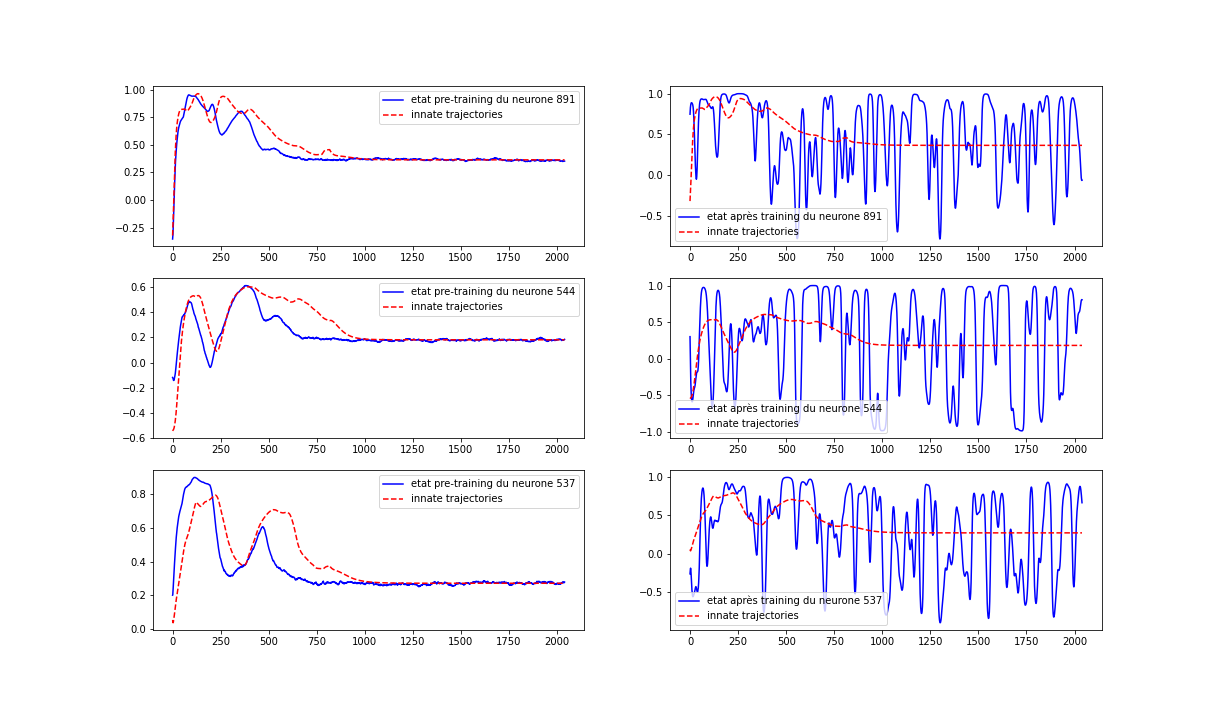 1.00
0.75
0.50
0.25
0.00
−0.25
etat pre-training du neurone 891
innate trajectories
0 250 500 750 1000 1250 1500 1750 2000
1.0
0.5
0.0
−0.5
etat après training du neurone 891
innate trajectories
0 250 500 750 1000 1250 1500 1750 2000
0.6
0.4
0.2
0.0
−0.2
−0.4
−0.6
etat pre-training du neurone 544
innate trajectories
0 250 500 750 1000 1250 1500 1750 2000
1.0
0.5
0.0
−0.5
−1.0
etat après training du neurone 544
innate trajectories
0 250 500 750 1000 1250 1500 1750 2000
0.8
0.6
0.4
0.2
0.0
etat pre-training du neurone 537
innate trajectories
0 250 500 750 1000 1250 1500 1750 2000
1.0
0.5
0.0
−0.5
etat après training du neurone 537
innate trajectories
0 250 500 750 1000 1250 1500 1750 2000